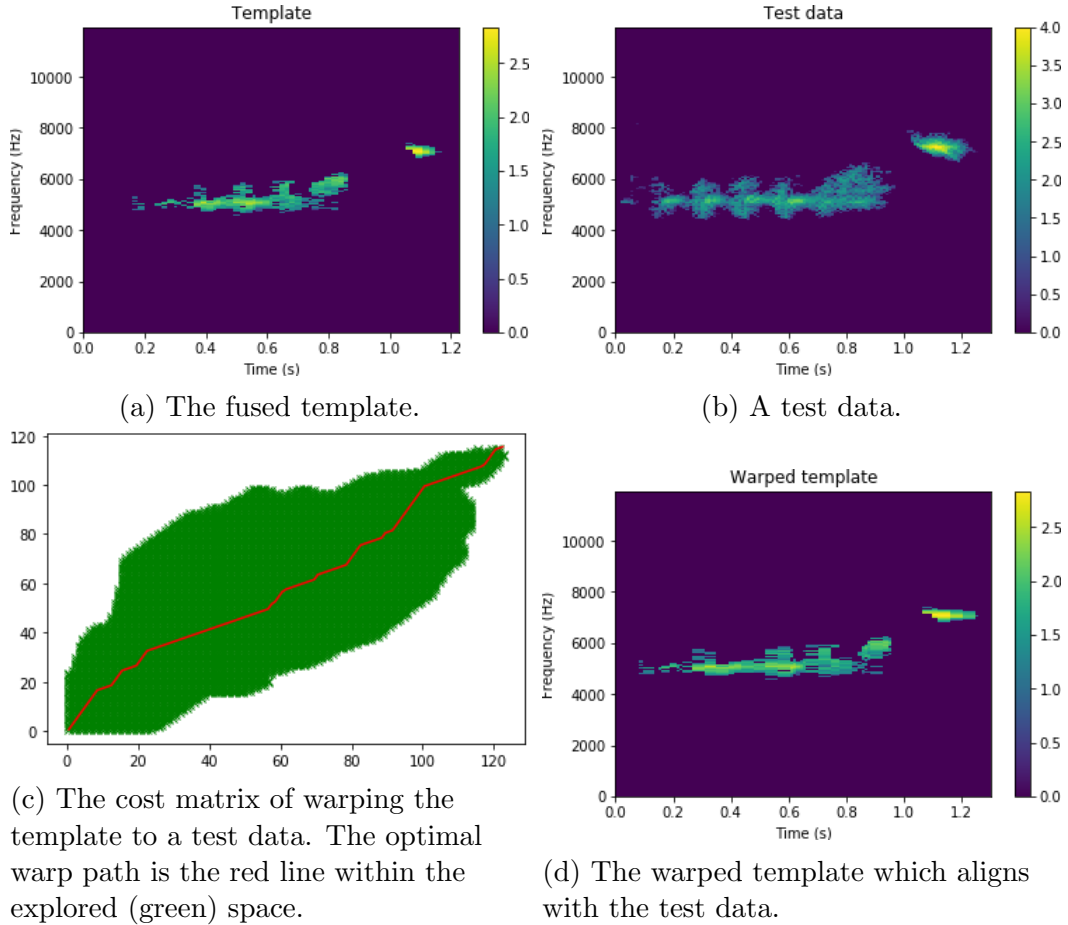 Template
10000
8000
6000
4000
2000
0
Frequency (Hz)
0.0 0.2 0.4 0.6 0.8 1.0 1.2
Time (s)
2.5
2.0
1.5
1.0
0.5
0.0
(a) The fused template.
Test data
10000
8000
6000
4000
2000
0
Frequency (Hz)
0.0 0.2 0.4 0.6 0.8 1.0 1.2
Time (s)
4.0
3.5
3.0
2.5
2.0
1.5
1.0
0.5
0.0
(b) A test data.
120
100
80
60
40
20
0
0 20 40 60 80 100 120
(c) The cost matrix of warping the
template to a test data. The optimal
warp path is the red line within the
explored (green) space.
Warped template
10000
8000
6000
4000
2000
0
Frequency (Hz)
0.0 0.2 0.4 0.6 0.8 1.0 1.2
Time (s)
2.5
2.0
1.5
1.0
0.5
0.0
(d) The warped template which aligns
with the test data.